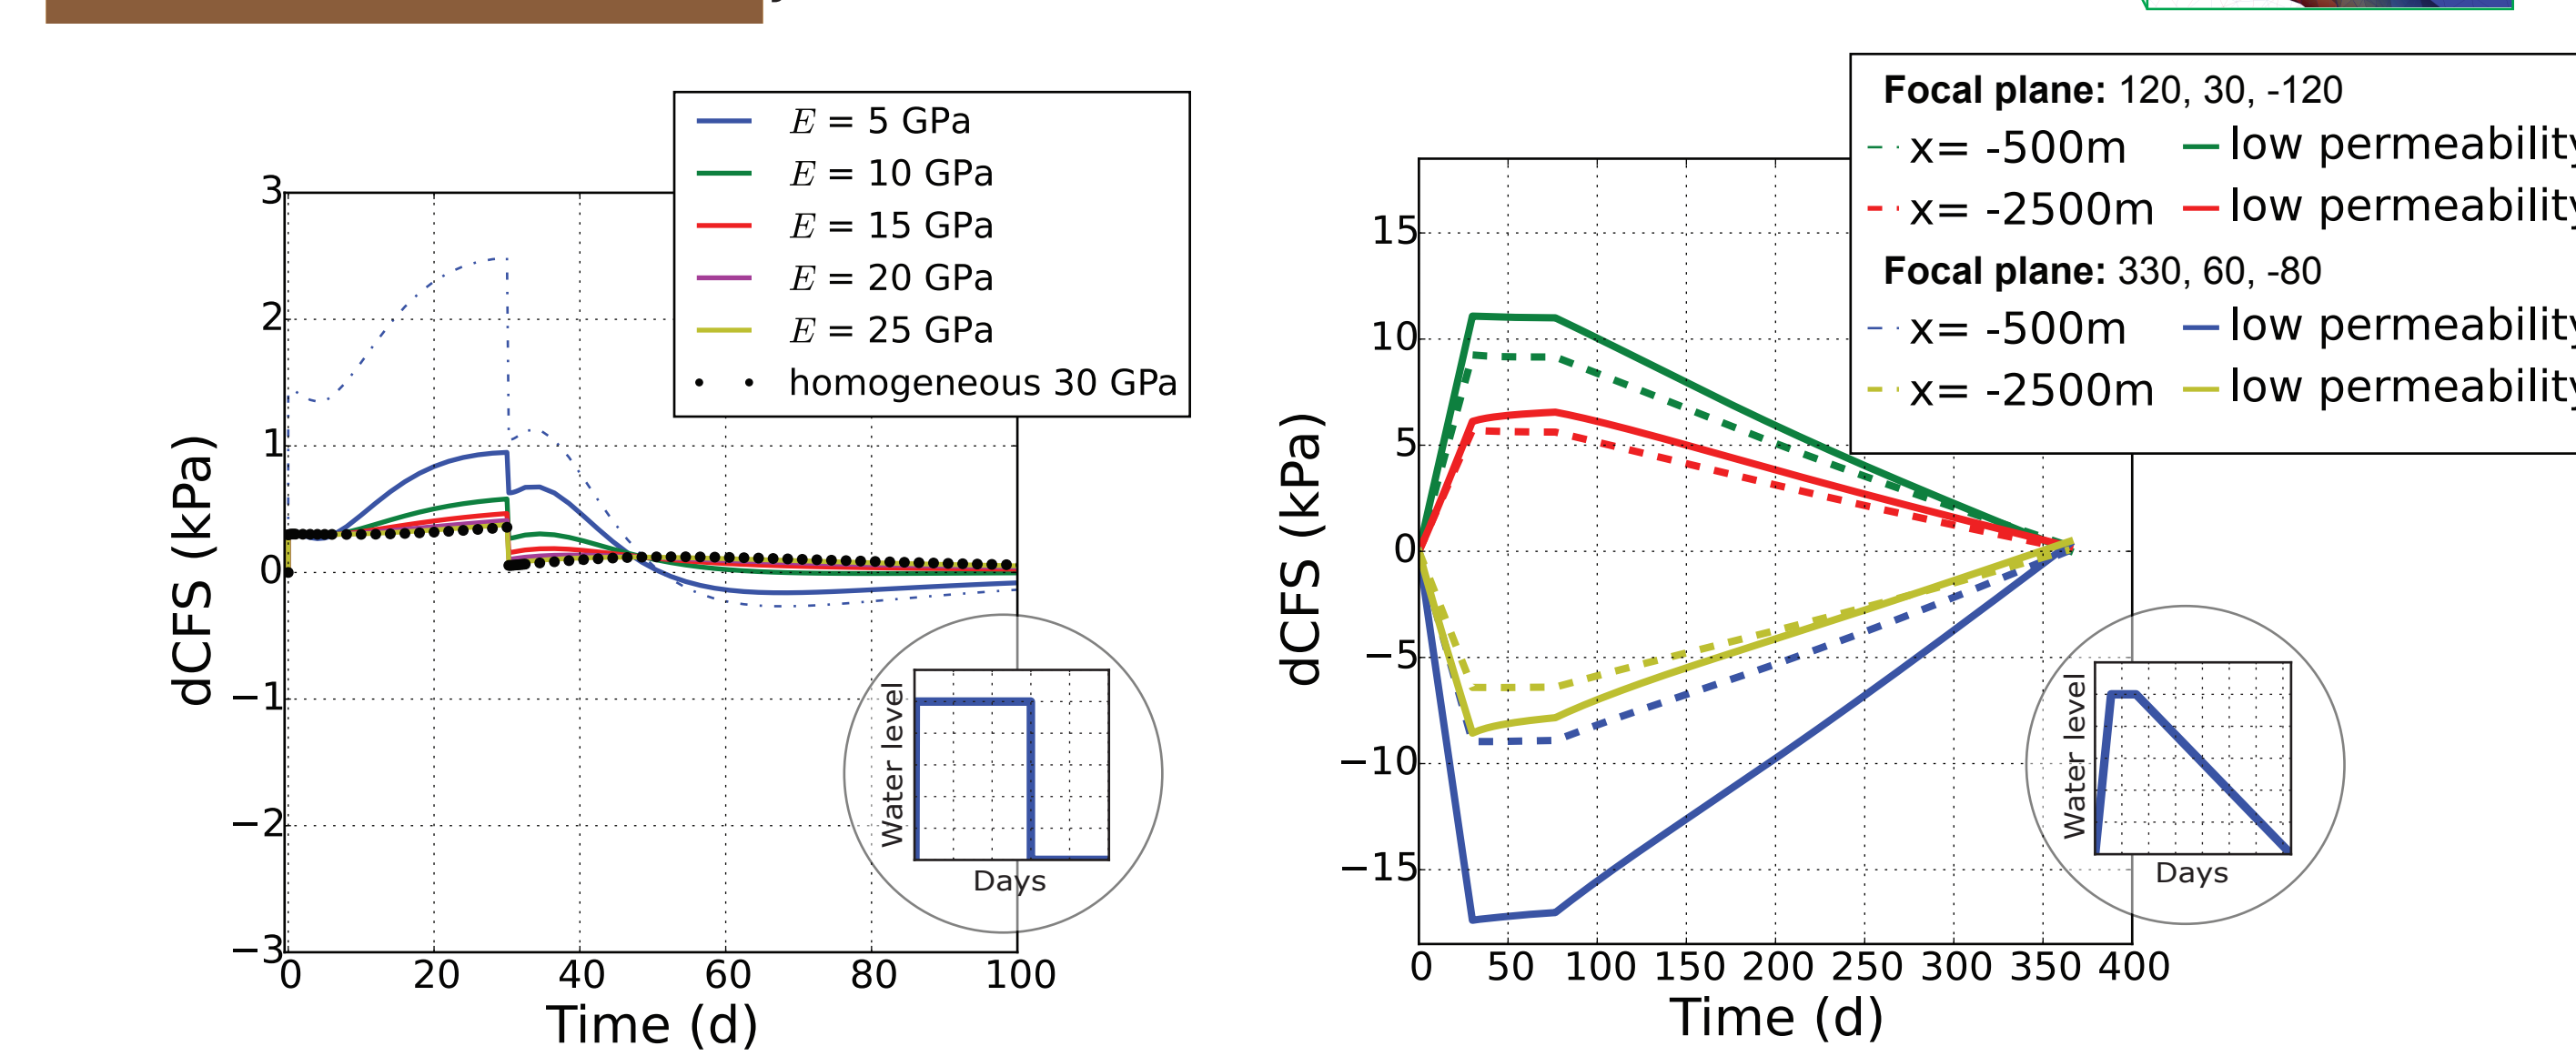 E = 5 GPa
E = 10 GPa
E = 15 GPa
E = 20 GPa
E = 25 GPa
homogeneous 30 GPa
3
2
1
0
−1
−2
−3
dCFS (kPa)
0 20 40 60 80 100
Time (d)
Water level
Days
Focal plane: 120, 30, -120
x= -500m low permeability
x= -2500m low permeability
Focal plane: 330, 60, -80
x= -500m low permeability
x= -2500m low permeability
15
10
5
0
−5
−10
−15
dCFS (kPa)
0 50 100 150 200 250 300 350 400
Time (d)
Water level
Days